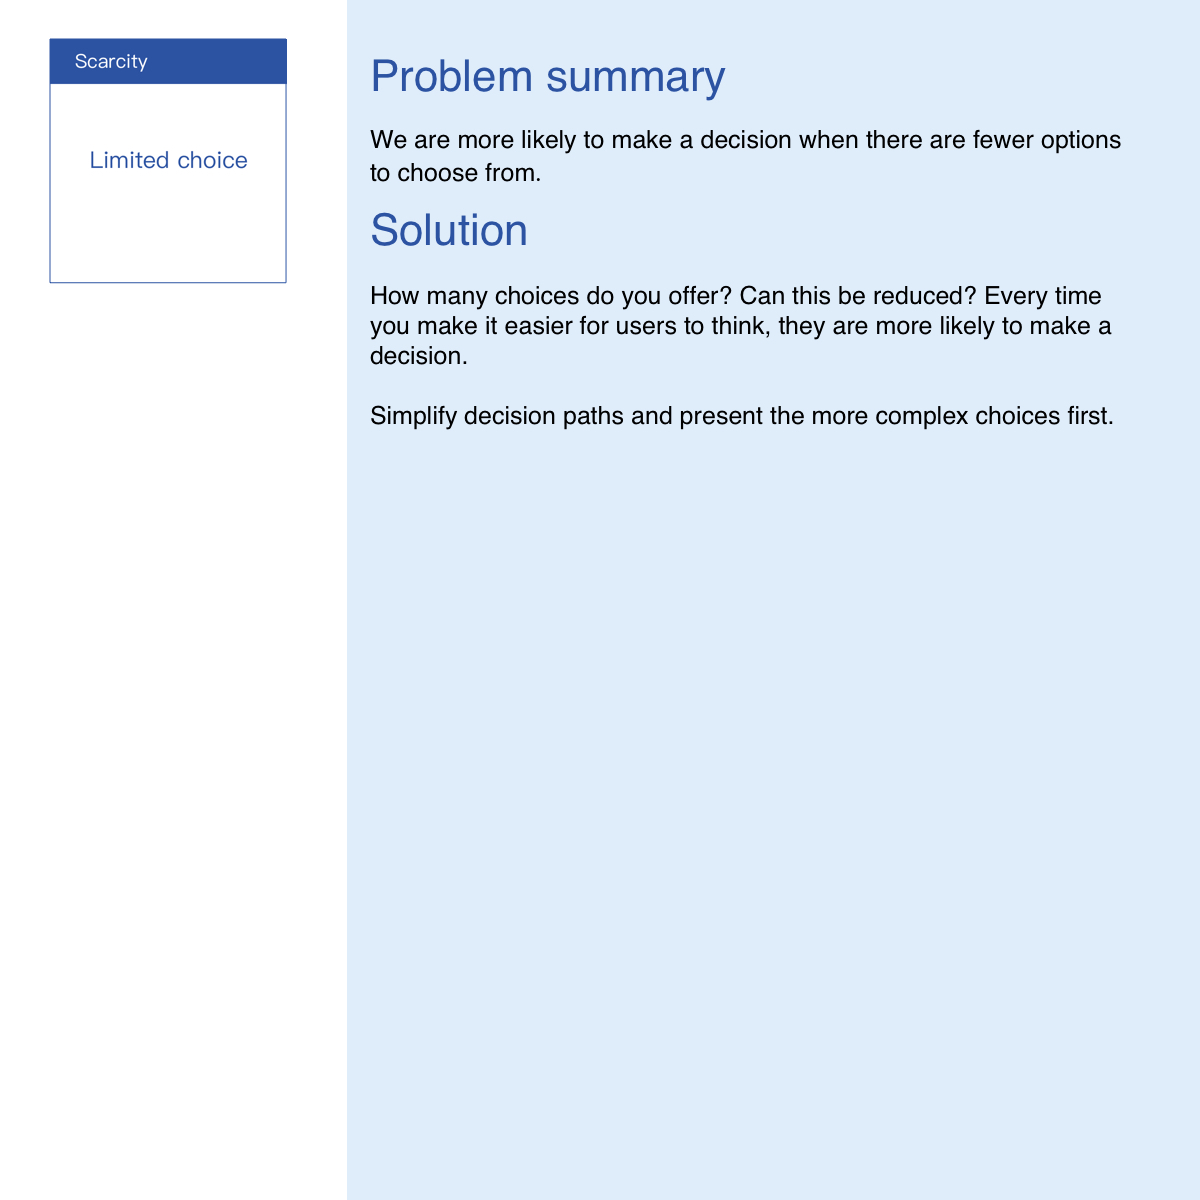 Scarcity
Limited choice
Problem summary
We are more likely to make a decision when there are fewer options
to choose from.
Solution
How many choices do you offer? Can this be reduced? Every time
you make it easier for users to think, they are more likely to make a
decision.
Simplify decision paths and present the more complex choices first.